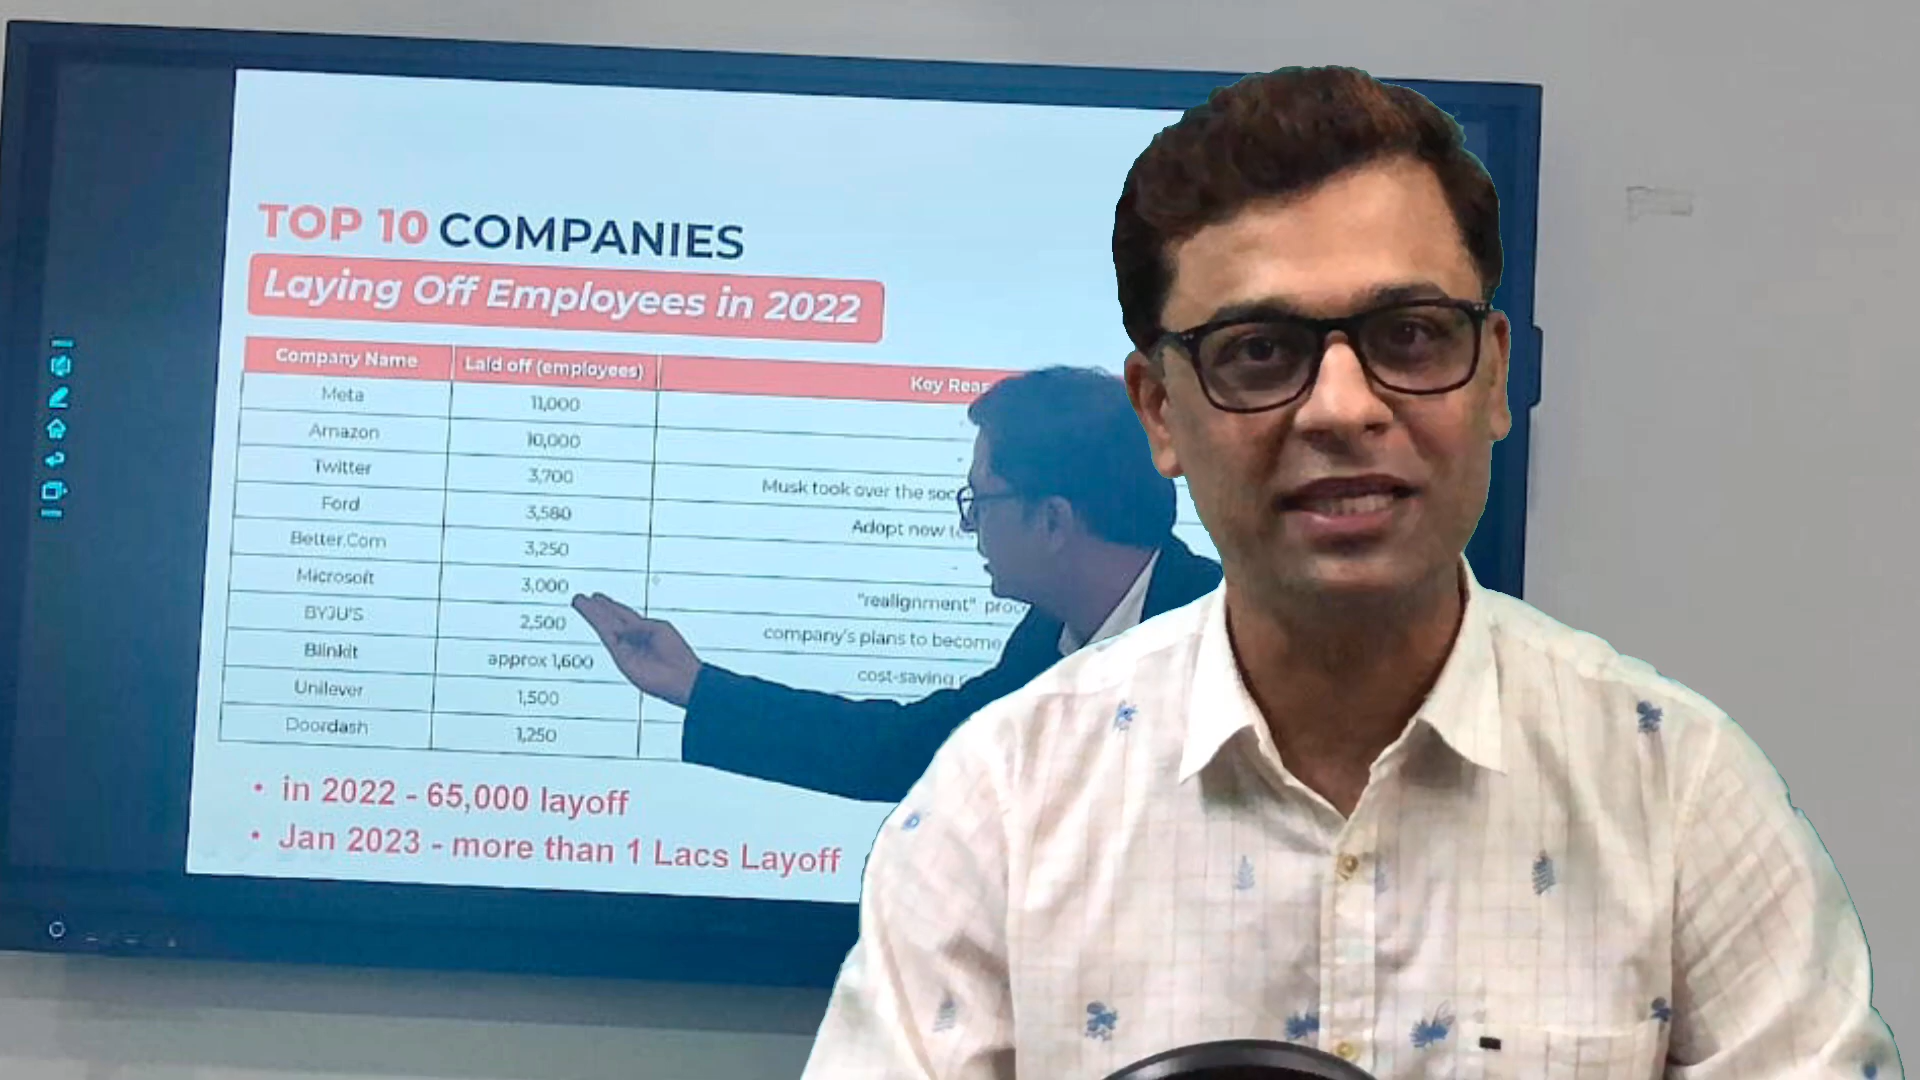 TOP 10 COMPANIES
Laying Off Employees in 2022
Company Name Laid off (employees) Key
Meta 11,000
Amazon 10,000
Twitter 3,700 Musk took over the
Ford 3,580 Adopt new
Better.Com 3,250
Microsoft 3,000 "realignment"
BYJU'S 2,500 company's plans to become
Blinkit approx 1,600 cost-saving
Unilever 1,500
Doordash 1,250
• in 2022 - 65,000 layoff
• Jan 2023 - more than 1 Lacs Layoff